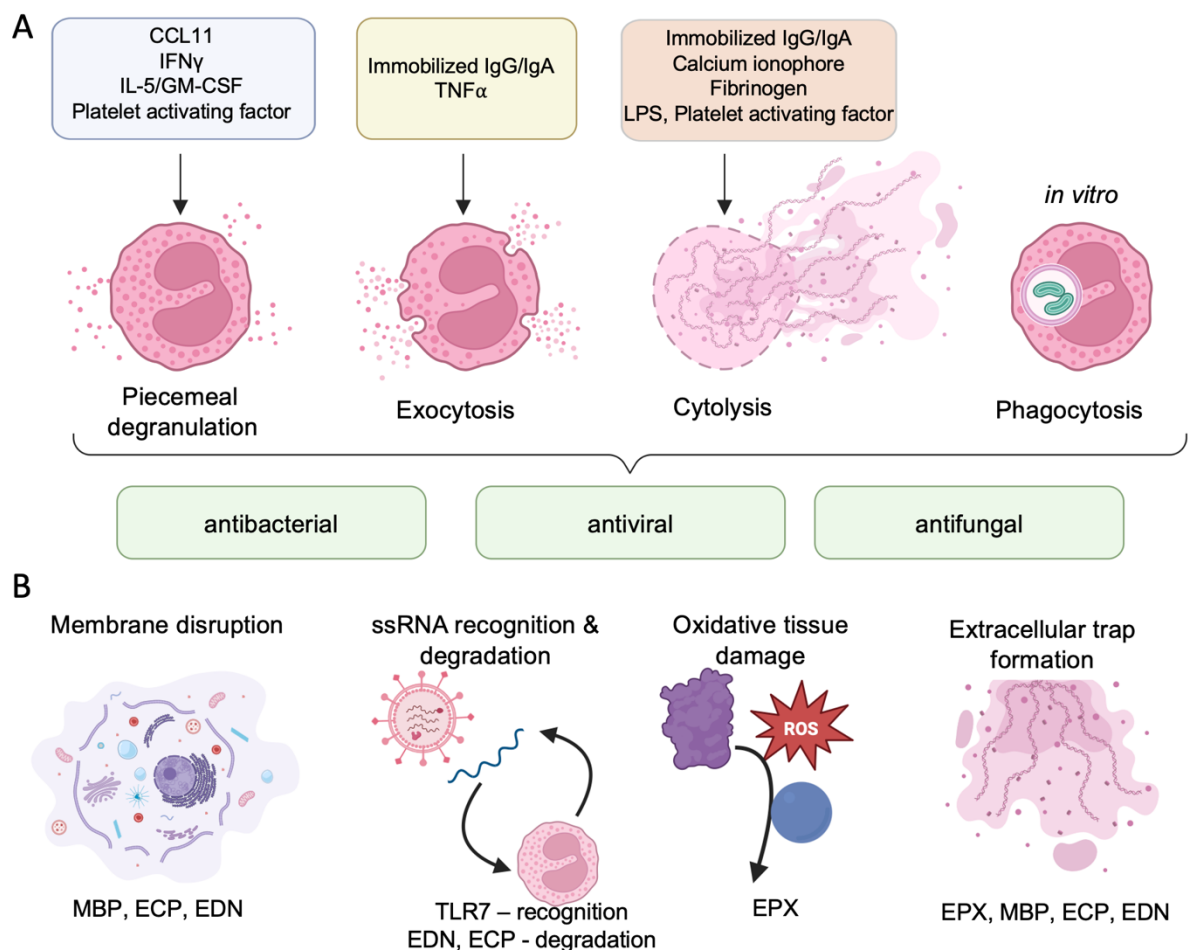 A
CCL11
IFNγ
IL-5/GM-CSF
Platelet activating factor
Immobilized IgG/IgA
TNFα
Immobilized IgG/IgA
Calcium ionophore
Fibrinogen
LPS, Platelet activating factor
in vitro
Piecemeal
degranulation
Exocytosis
Cytolysis
Phagocytosis
antibacterial
antiviral
antifungal
B
Membrane disruption
ssRNA recognition &
degradation
Oxidative tissue
damage
Extracellular trap
formation
ROS
MBP, ECP, EDN
TLR7 – recognition
EDN, ECP - degradation
EPX
EPX, MBP, ECP, EDN